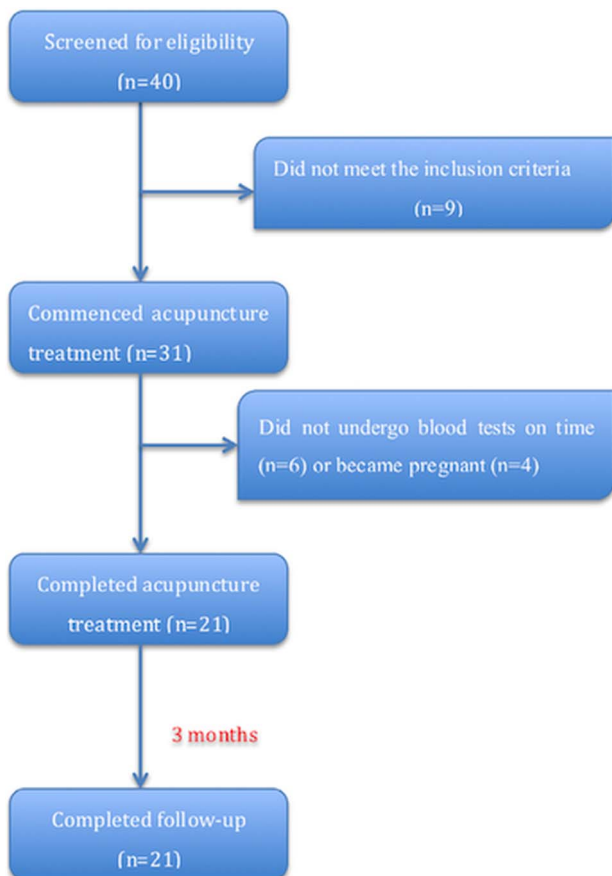 Screened for eligibility
(n=40)
Did not meet the inclusion criteria
(n=9)
Commenced acupuncture
treatment (n=31)
Did not undergo blood tests on time
(n=6) or became pregnant (n=4)
Completed acupuncture
treatment (n=21)
3 months
Completed follow-up
(n=21)